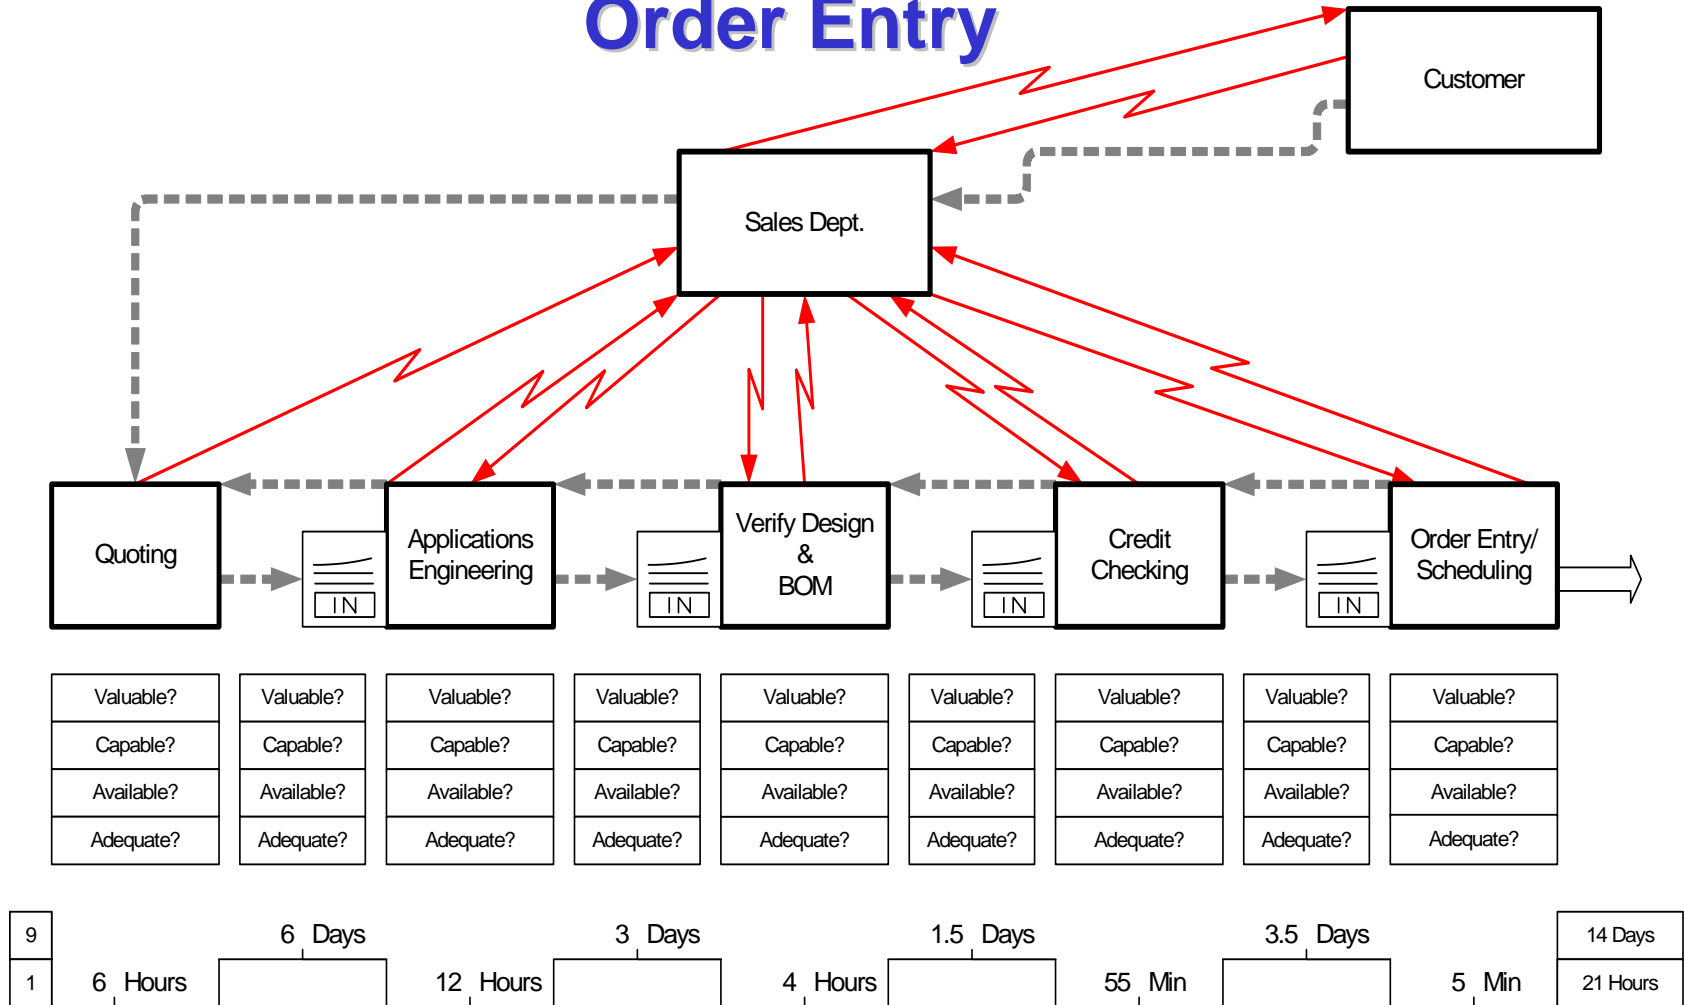 Order Entry
Customer
Sales Dept.
Quoting
IN
Applications
Engineering
IN
Verify Design
&
BOM
IN
Credit
Checking
IN
Order Entry/
Scheduling
Valuable? Valuable? Valuable? Valuable? Valuable? Valuable? Valuable? Valuable? Valuable?
Capable? Capable? Capable? Capable? Capable? Capable? Capable? Capable? Capable?
Available? Available? Available? Available? Available? Available? Available? Available? Available?
Adequate? Adequate? Adequate? Adequate? Adequate? Adequate? Adequate? Adequate? Adequate?
9 6 Days 3 Days 1.5 Days 3.5 Days 14 Days
1 6 Hours 12 Hours 4 Hours 55 Min 5 Min 21 Hours